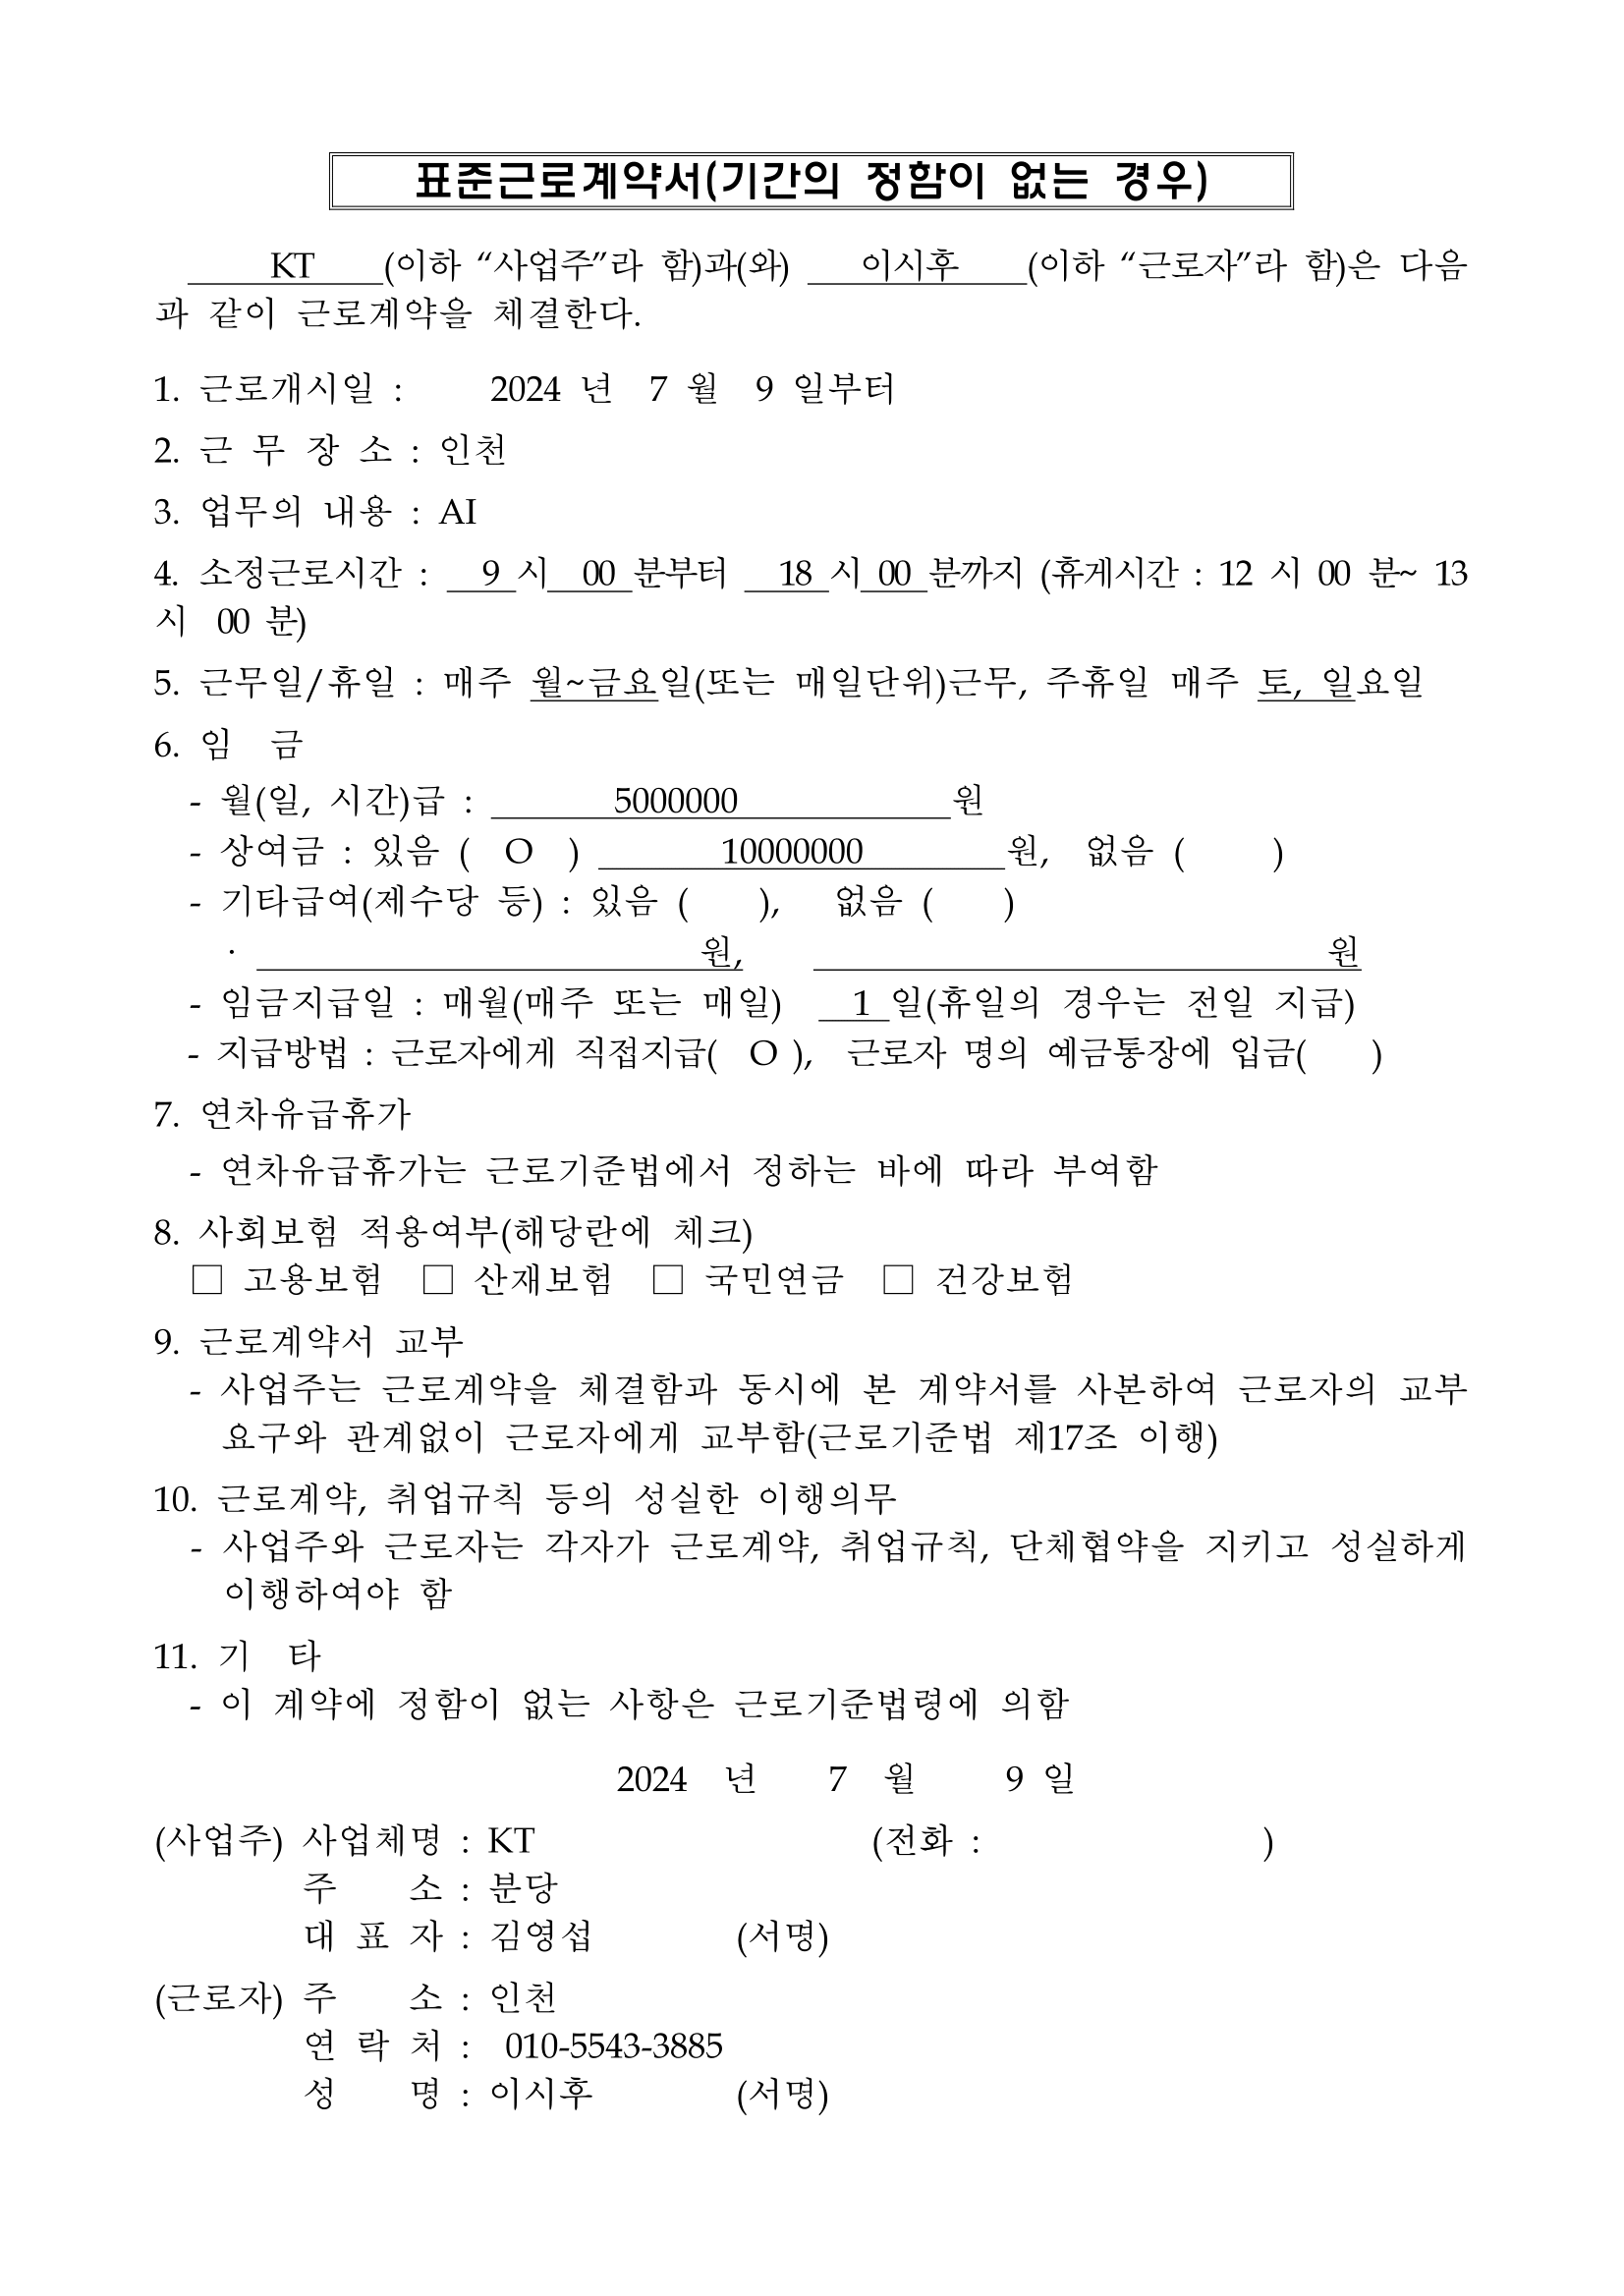 표준근로계약서(기간의 정함이 없는 경우)
KT (이하 “사업주”라 함)과(와) 이시후 (이하 “근로자”라 함)은 다음
과 같이 근로계약을 체결한다.
1. 근로개시일 : 2024 년 7 월 9 일부터
2. 근 무 장 소 : 인천
3. 업무의 내용 : AI
4. 소정근로시간 : 9 시 00 분부터 18 시 00 분까지 (휴게시간 : 12 시 00 분~ 13
시 00 분)
5. 근무일/휴일 : 매주 월~금요일(또는 매일단위)근무, 주휴일 매주 토, 일요일
6. 임 금
- 월(일, 시간)급 : 5000000 원
- 상여금 : 있음 ( O ) 10000000 원, 없음 ( )
- 기타급여(제수당 등) : 있음 ( ), 없음 ( )
· 원, 원
- 임금지급일 : 매월(매주 또는 매일) 1 일(휴일의 경우는 전일 지급)
- 지급방법 : 근로자에게 직접지급( O ), 근로자 명의 예금통장에 입금( )
7. 연차유급휴가
- 연차유급휴가는 근로기준법에서 정하는 바에 따라 부여함
8. 사회보험 적용여부(해당란에 체크)
□ 고용보험 □ 산재보험 □ 국민연금 □ 건강보험
9. 근로계약서 교부
- 사업주는 근로계약을 체결함과 동시에 본 계약서를 사본하여 근로자의 교부
요구와 관계없이 근로자에게 교부함(근로기준법 제17조 이행)
10. 근로계약, 취업규칙 등의 성실한 이행의무
- 사업주와 근로자는 각자가 근로계약, 취업규칙, 단체협약을 지키고 성실하게
이행하여야 함
11. 기 타
- 이 계약에 정함이 없는 사항은 근로기준법령에 의함
2024 년 7 월 9 일
(사업주) 사업체명 : KT (전화 : )
주 소 : 분당
대 표 자 : 김영섭 (서명)
(근로자) 주 소 : 인천
연 락 처 : 010-5543-3885
성 명 : 이시후 (서명)